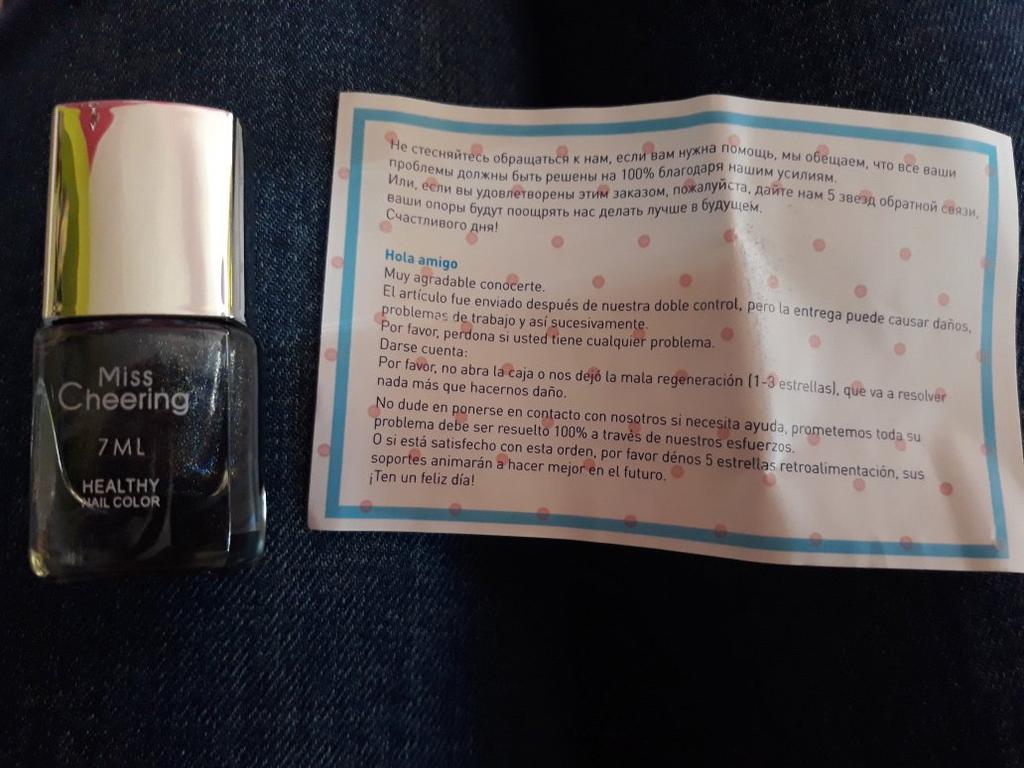 Miss
Cheering
7ML
HEALTHY
NAIL COLOR
Не стесняйтесь обращаться к нам, если вам нужна помощь, мы обещаем, что все ваши
проблемы должны быть решены на 100% благодаря нашим усилиям.
Или, если вы удовлетворены этим заказом, пожалуйста, дайте нам 5 звезд обратной связи,
ваши опоры будут поощрять нас делать лучше в будущем.
Счастливого дня!
Hola amigo
Muy agradable conocerte.
El artículo fue enviado después de nuestra doble control, pero la entrega puede causar daños,
problemas de trabajo y así sucesivamente.
Por favor, perdona si usted tiene cualquier problema.
Darse cuenta:
Por favor, no abra la caja o nos dejó la mala regeneración (1-3 estrellas), que va a resolver
nada más que hacernos daño.
No dude en ponerse en contacto con nosotros si necesita ayuda, prometemos toda su
problema debe ser resuelto 100% a través de nuestros esfuerzos.
O si está satisfecho con esta orden, por favor dénos 5 estrellas retroalimentación, sus
soportes animarán a hacer mejor en el futuro.
¡Ten un feliz día!